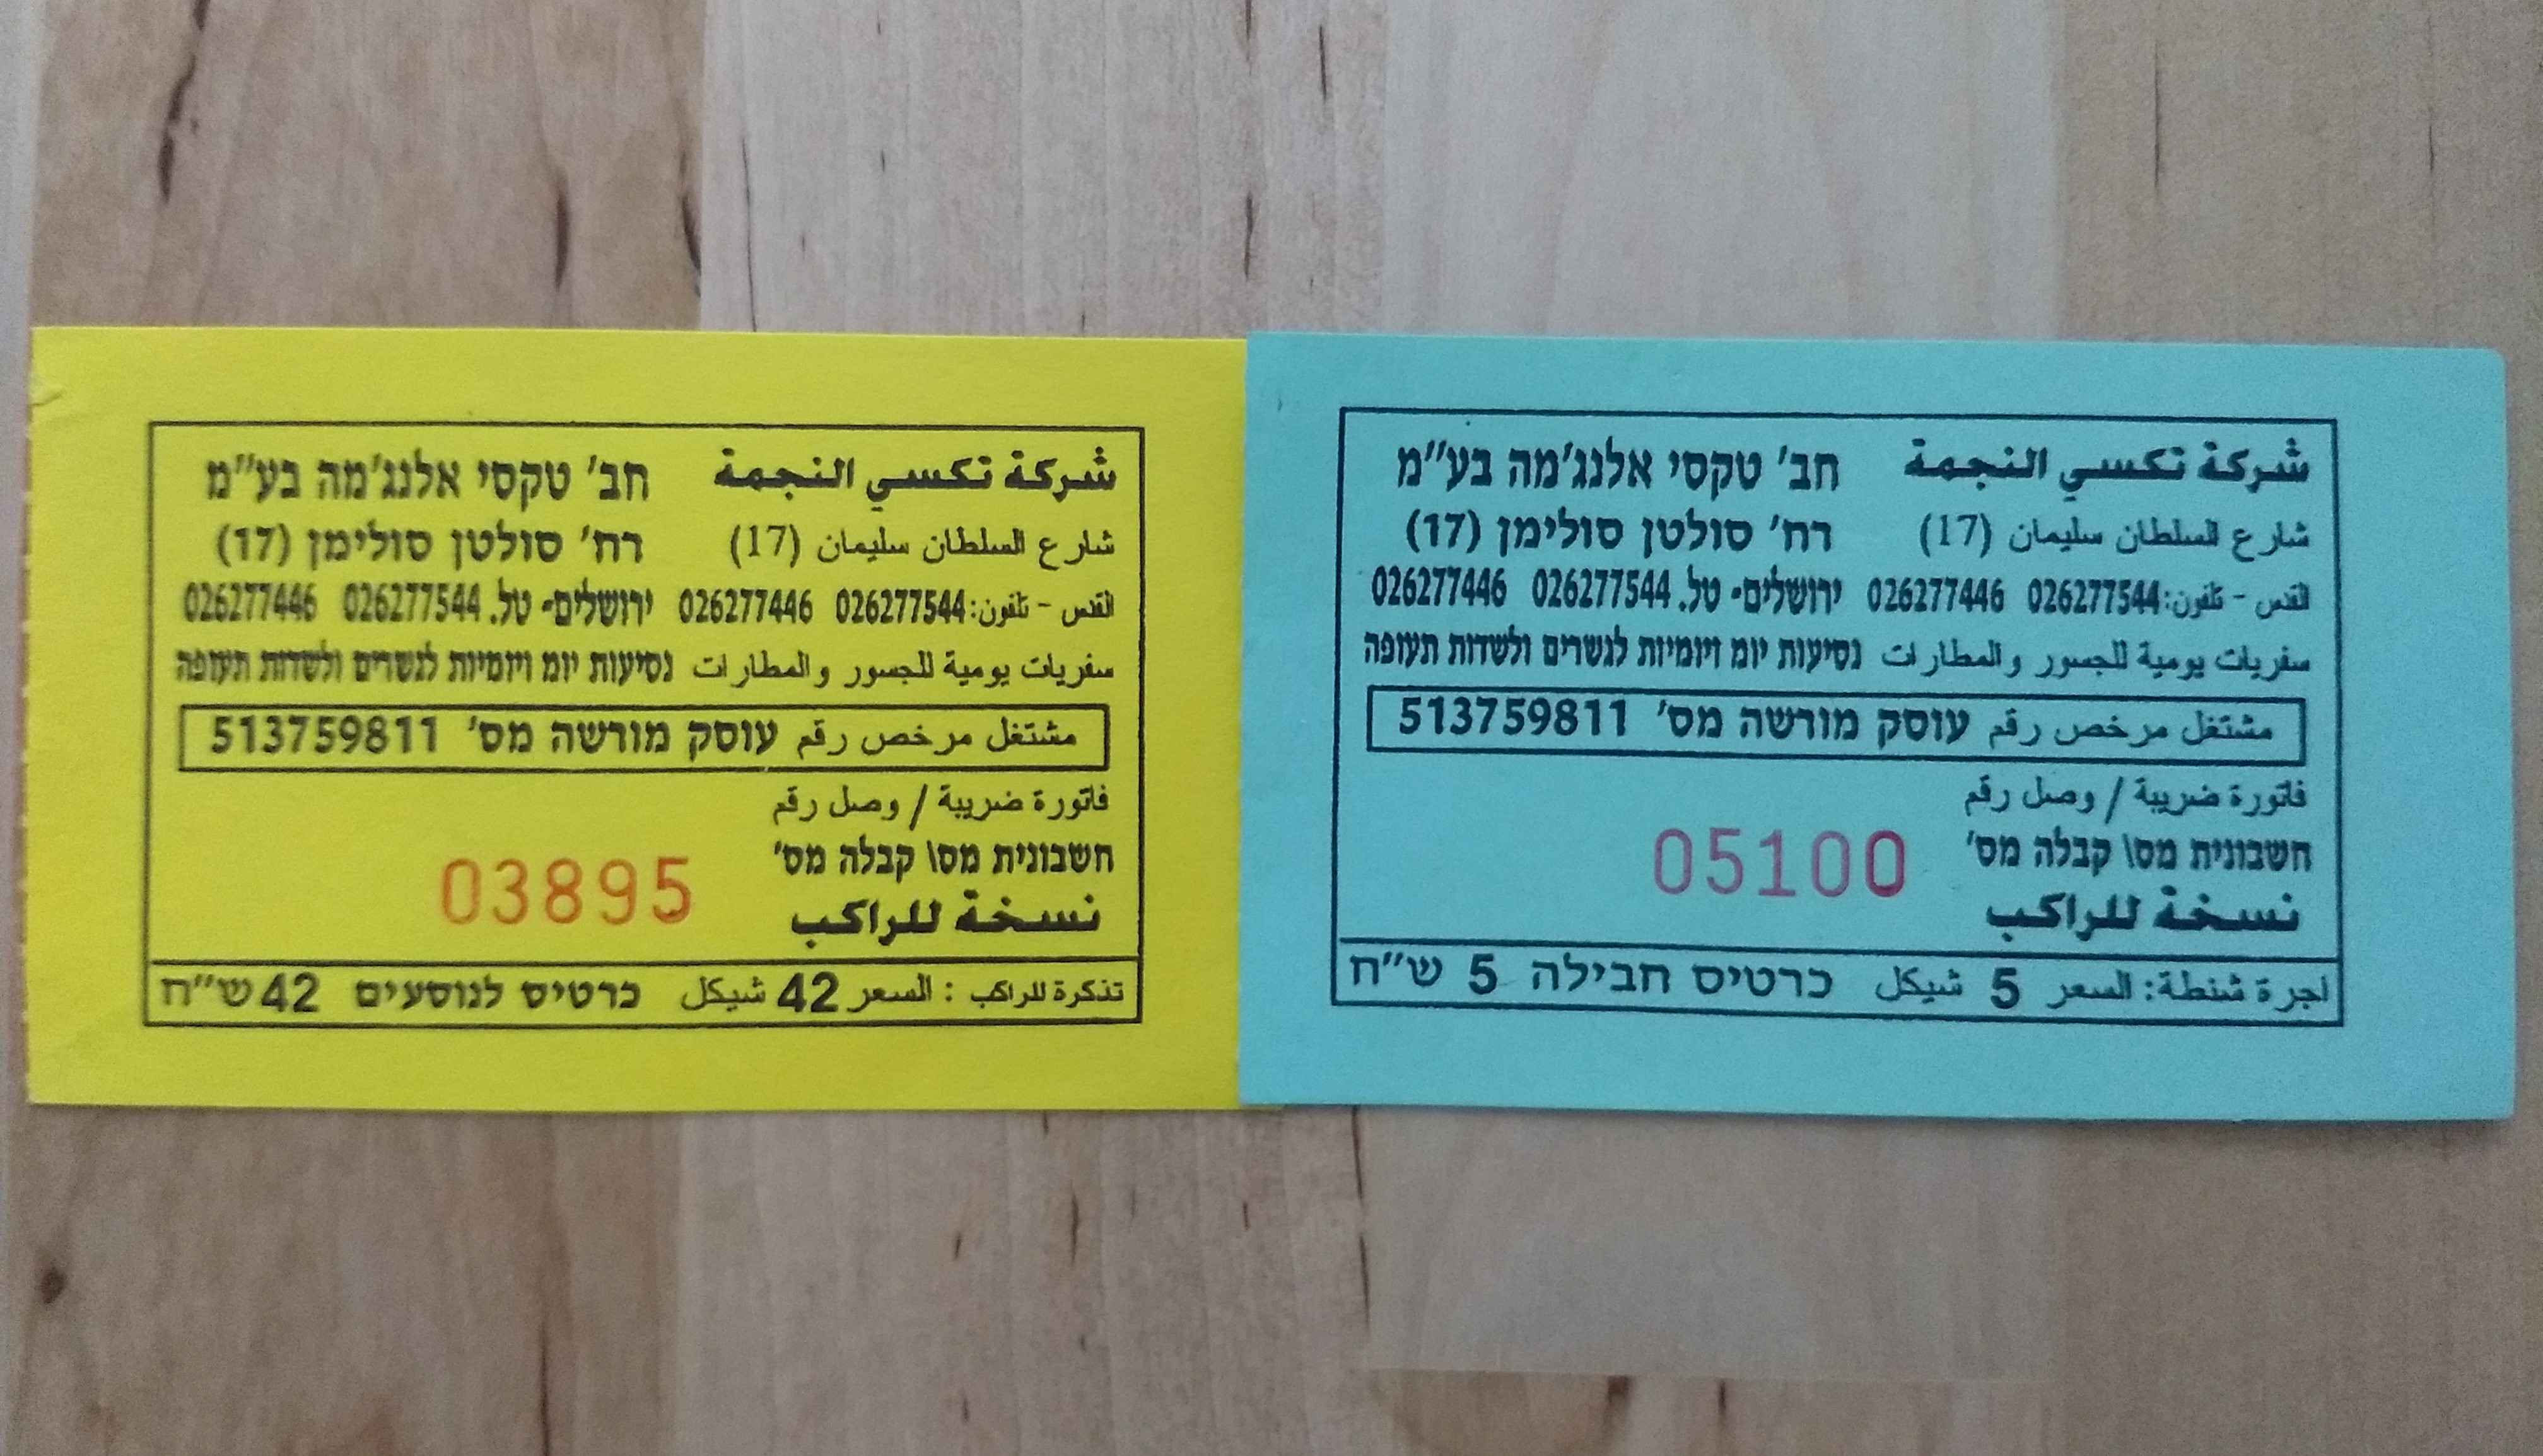 شركة تكسي النجمة חב' טקסי אלנג'מה בע"מ
شارع السلطان سليمان (17) רח' סולטן סולימן (17)
القدس - تلفون: 026277544 026277446 ירושלים- טל. 026277544 026277446
سفريات يومية للجسور والمطارات נסיעות יומ ויומיות לגשרים ולשדות תעופה
مشتغل مرخص رقم עוסק מורשה מס' 513759811
فاتورة ضريبة / وصل رقم
חשבונית מס\ קבלה מס'
03895
نسخة للراكب
تذكرة للراكب : السعر 42 شيكل כרטיס לנוסעים 42 ש"ח
شركة تكسي النجمة חב' טקסי אלנג'מה בע"מ
شارع السلطان سليمان (17) רח' סולטן סולימן (17)
القدس - تلفون: 026277544 026277446 ירושלים- טל. 026277544 026277446
سفريات يومية للجسور والمطارات נסיעות יומ ויומיות לגשרים ולשדות תעופה
مشتغل مرخص رقم עוסק מורשה מס' 513759811
فاتورة ضريبة / وصل رقم
חשבונית מס\ קבלה מס'
05100
نسخة للراكب
اجرة شنطة: السعر 5 شيكل כרטיס חבילה 5 ש"ח